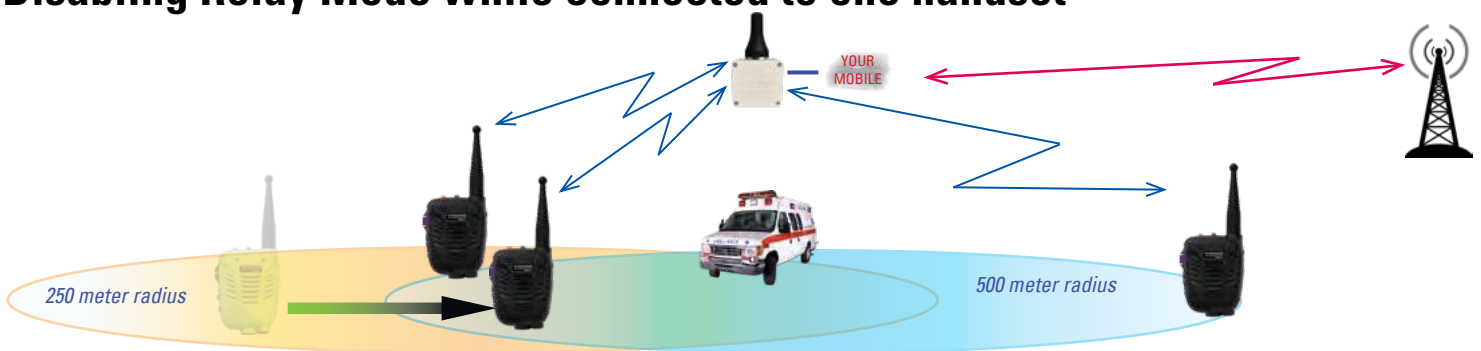 Disabling Relay Mode while connected to one handset
YOUR
MOBILE
250 meter radius
500 meter radius